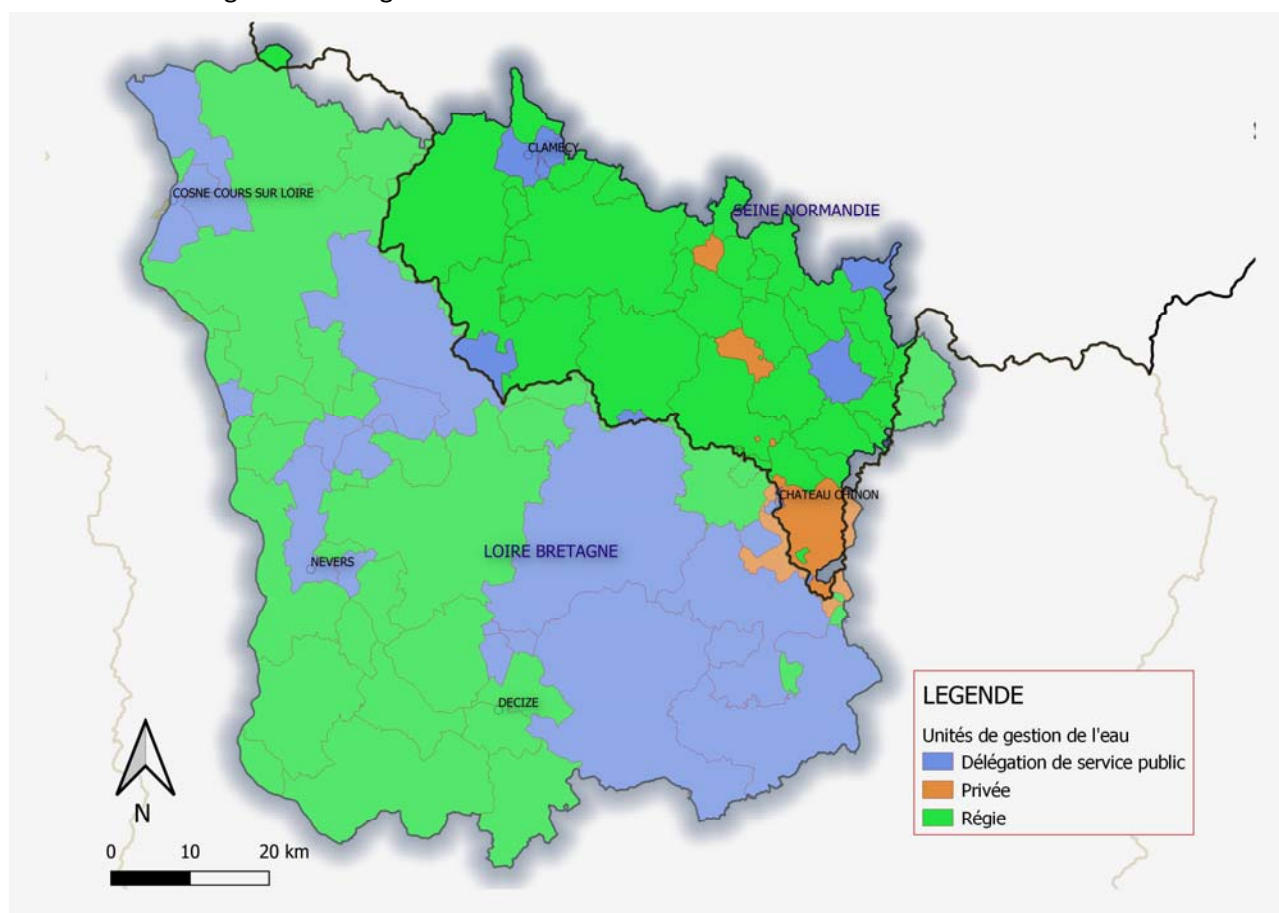 CLAMECY
COSNE COURS SUR LOIRE
SEINE NORMANDIE
CHATEAU CHINON
LOIRE BRETAGNE
NEVERS
DECIZE
LEGENDE
Unités de gestion de l'eau
Délégation de service public
Privée
Régie
N
0 10 20 km